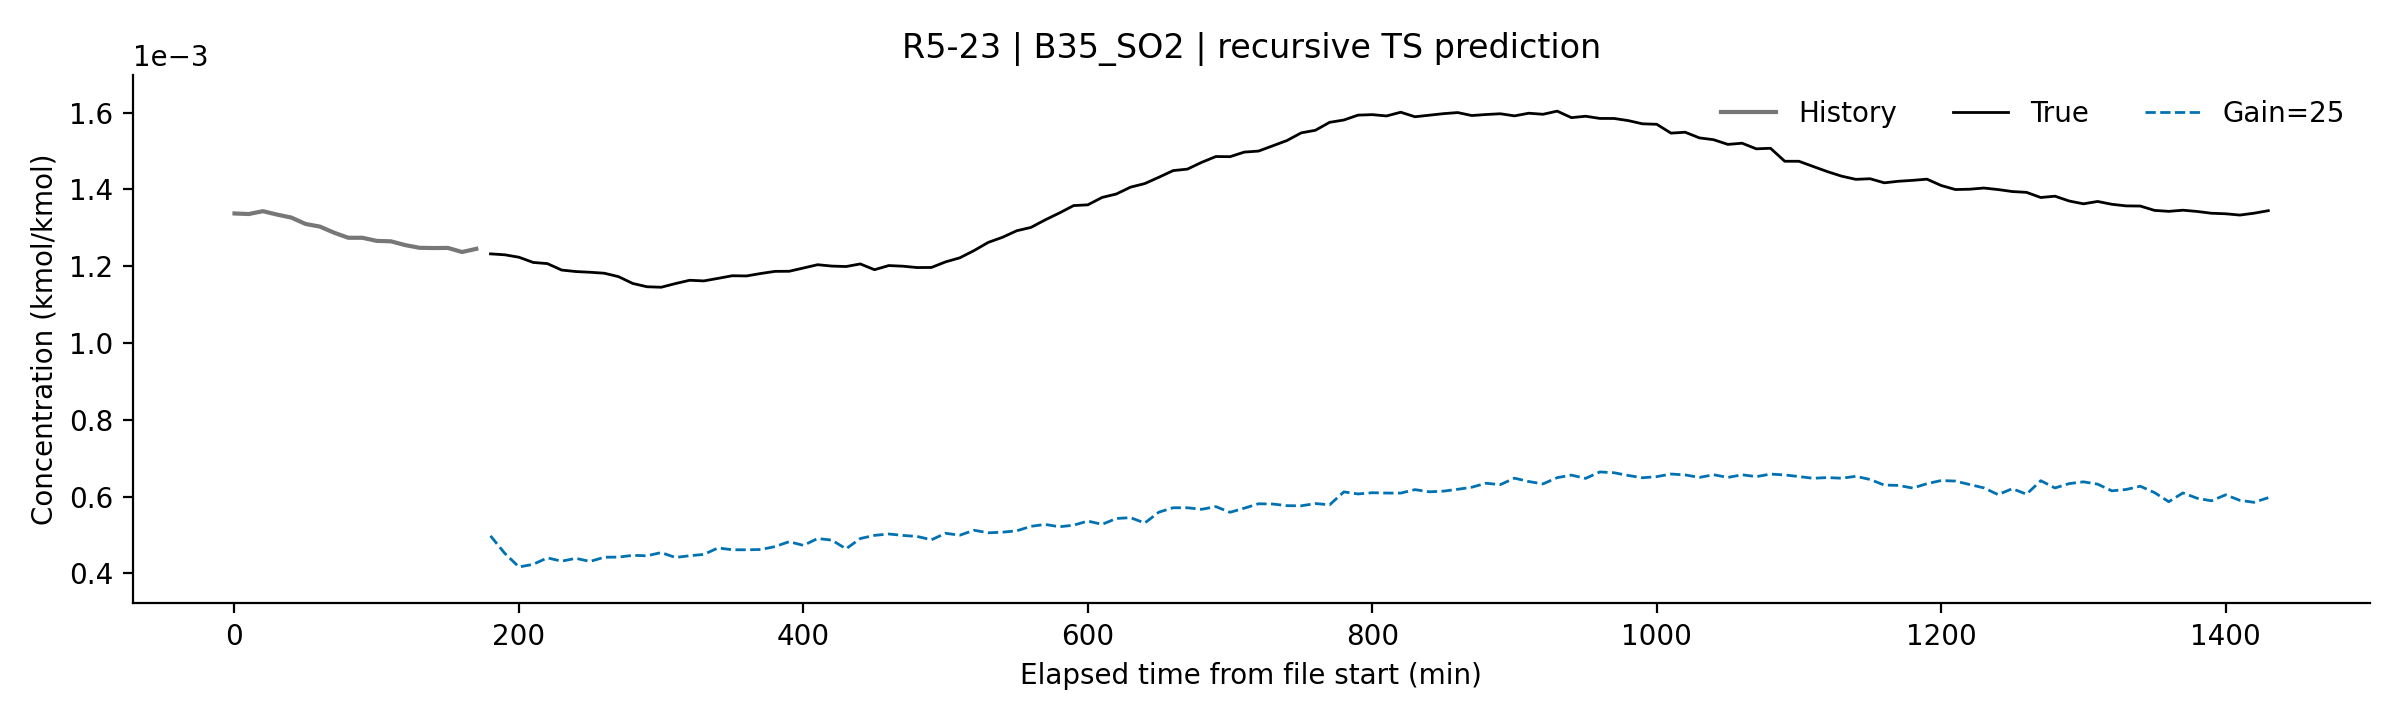 R5-23 | B35_SO2 | recursive TS prediction
1e−3
History True Gain=25
1.6
1.4
1.2
1.0
0.8
0.6
0.4
Concentration (kmol/kmol)
0 200 400 600 800 1000 1200 1400
Elapsed time from file start (min)